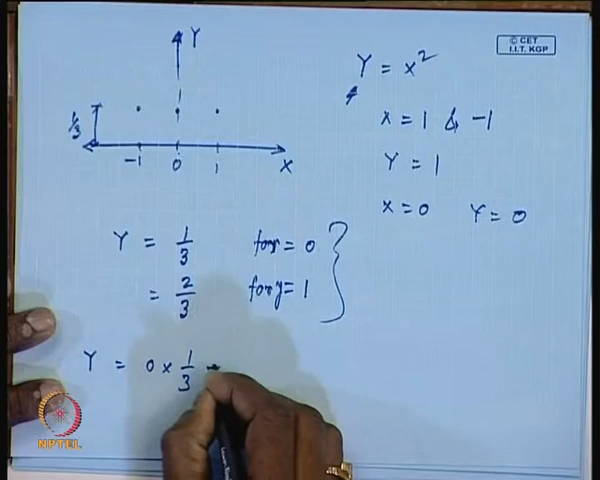 Y
© CET
I.I.T. KGP
Y = x²
1
1/3
-1 0 1 X
X = 1 & -1
Y = 1
X = 0 Y = 0
Y = 1/3 for = 0
= 2/3 for y = 1
Y = 0 × 1/3
NPTEL